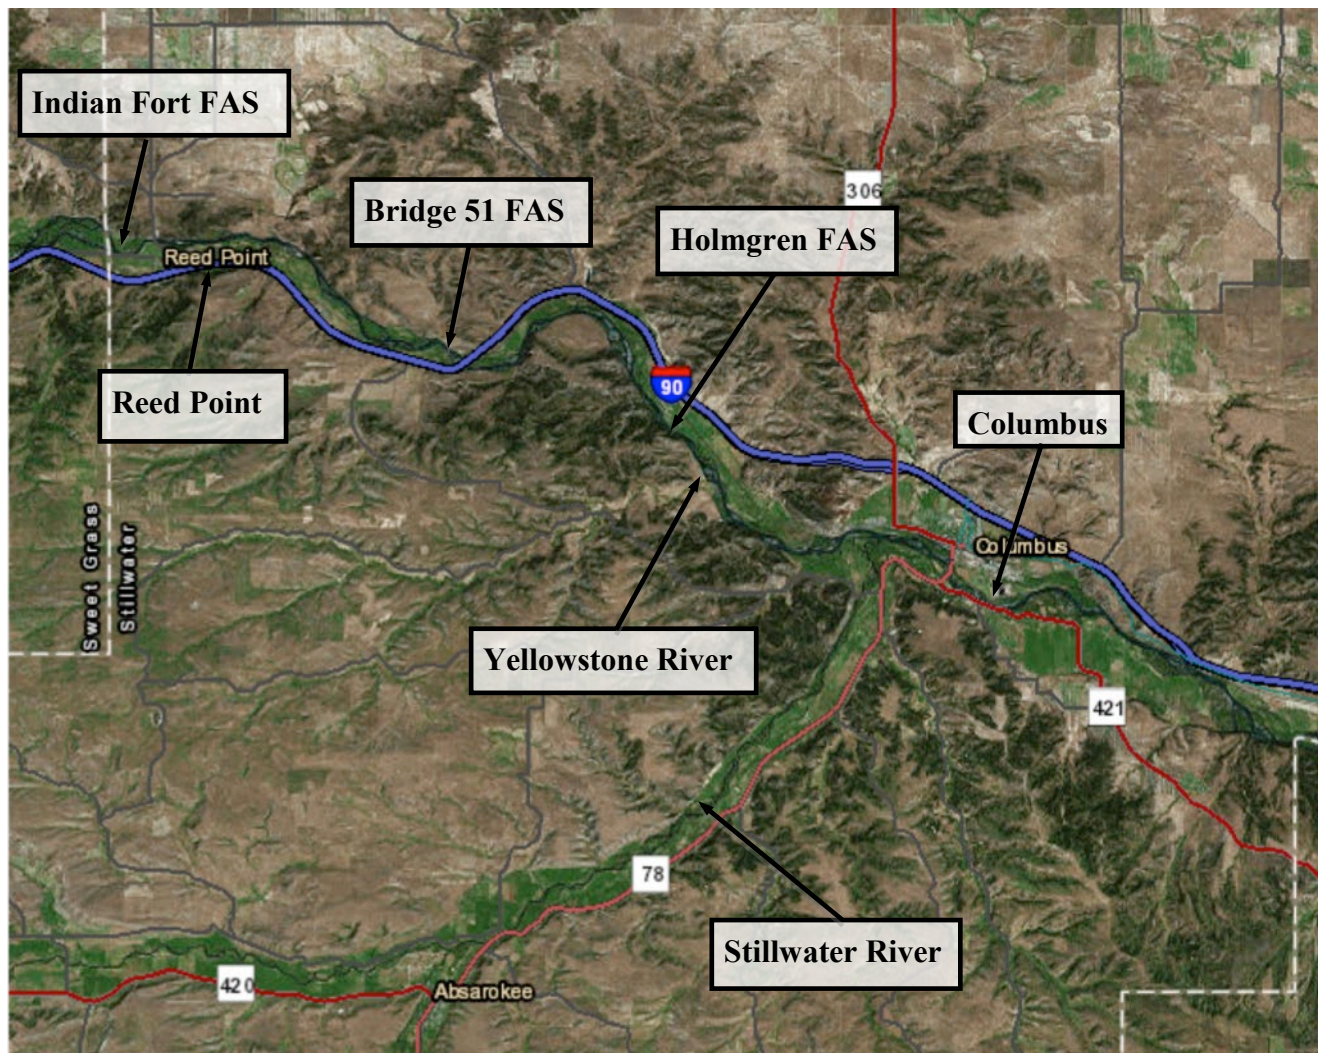 Indian Fort FAS
Bridge 51 FAS
306
Holmgren FAS
Reed Point
Reed Point
90
Columbus
Sweet Grass
Stillwater
Columbus
Yellowstone River
421
78
Stillwater River
420
Absarokee